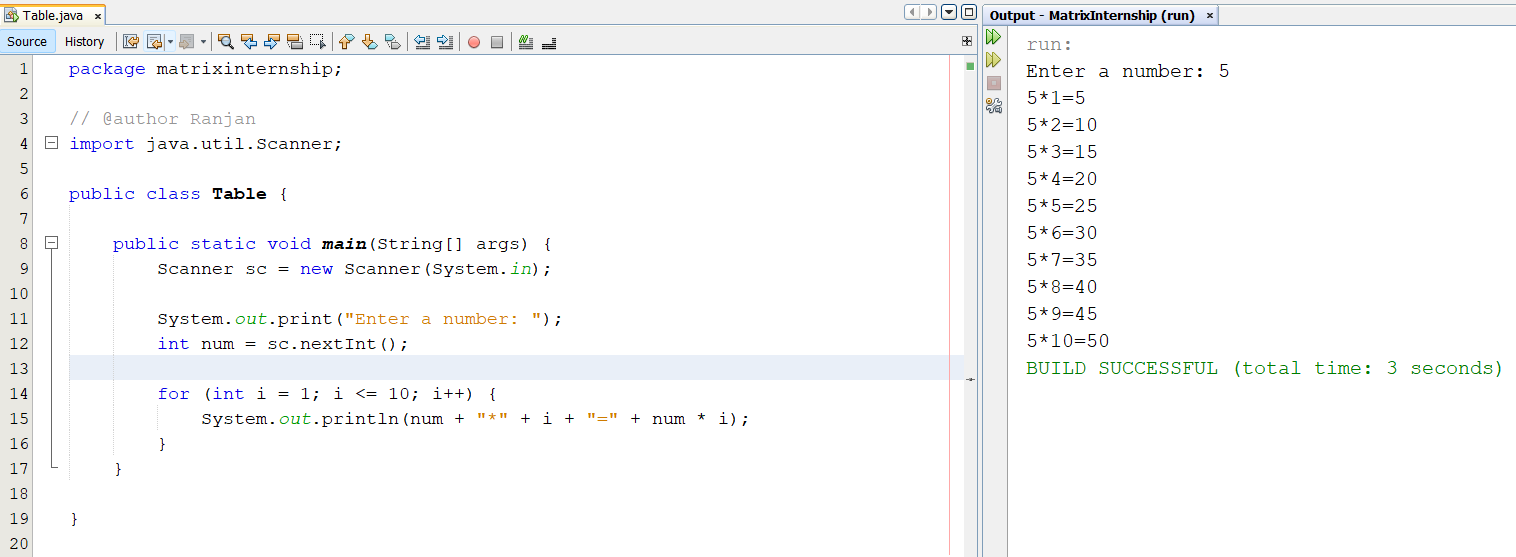 Table.java
Source History
1 package matrixinternship;
2
3 // @author Ranjan
4 import java.util.Scanner;
5
6 public class Table {
7
8 public static void main(String[] args) {
9 Scanner sc = new Scanner(System.in);
10
11 System.out.print("Enter a number: ");
12 int num = sc.nextInt();
13
14 for (int i = 1; i <= 10; i++) {
15 System.out.println(num + "*" + i + "=" + num * i);
16 }
17 }
18
19 }
20
Output - MatrixInternship (run)
run:
Enter a number: 5
5*1=5
5*2=10
5*3=15
5*4=20
5*5=25
5*6=30
5*7=35
5*8=40
5*9=45
5*10=50
BUILD SUCCESSFUL (total time: 3 seconds)